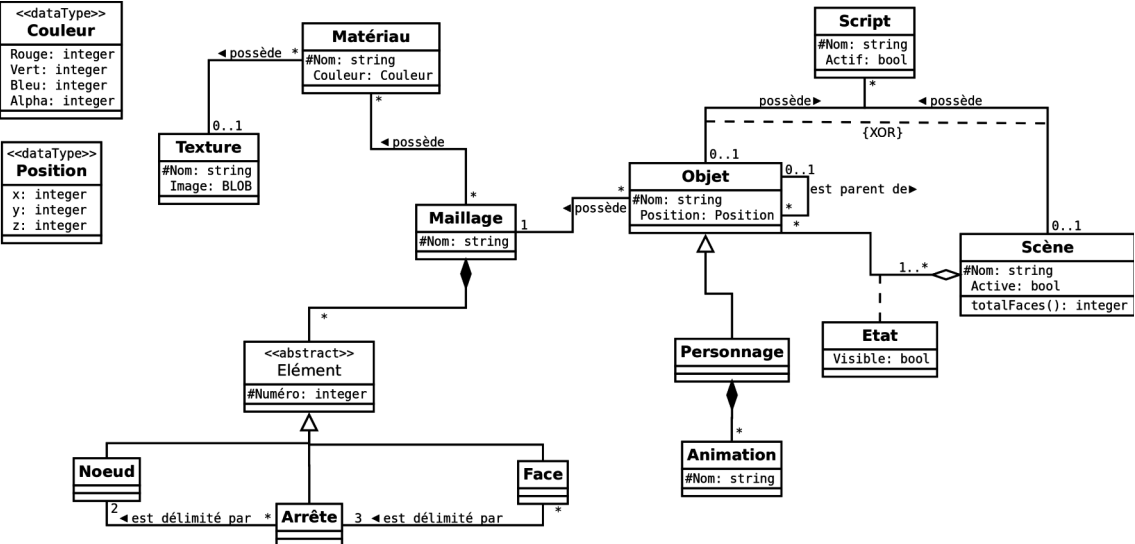 <<dataType>>
Couleur
Rouge: integer
Vert: integer
Bleu: integer
Alpha: integer
<<dataType>>
Position
x: integer
y: integer
z: integer
Matériau
#Nom: string
Couleur: Couleur
◄ possède *
0..1
Texture
#Nom: string
Image: BLOB
*
◄ possède
*
Maillage
#Nom: string
1
*
◄ possède
Script
#Nom: string
Actif: bool
*
possède►
◄ possède
{XOR}
0..1
0..1
Objet
#Nom: string
Position: Position
0..1
est parent de►
*
*
1..*
Scène
#Nom: string
Active: bool
totalFaces(): integer
Etat
Visible: bool
Personnage
*
Animation
#Nom: string
*
<<abstract>>
Elément
#Numéro: integer
Noeud
Face
Arrête
2 ◄ est délimité par *
3 ◄ est délimité par *